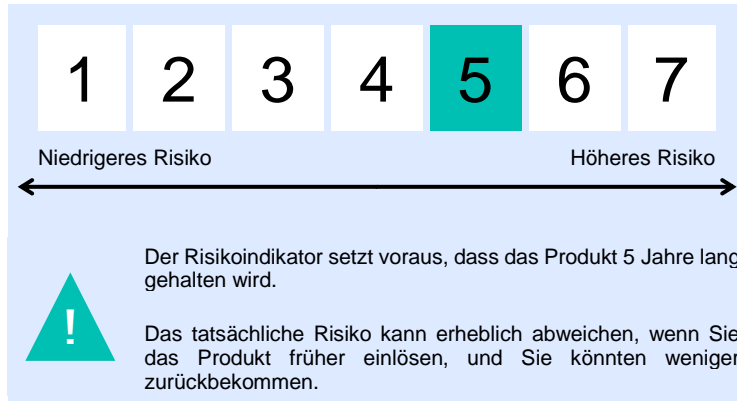 1 2 3 4 5 6 7
Niedrigeres Risiko Höheres Risiko
Der Risikoindikator setzt voraus, dass das Produkt 5 Jahre lang
gehalten wird.
!
Das tatsächliche Risiko kann erheblich abweichen, wenn Sie
das Produkt früher einlösen, und Sie könnten weniger
zurückbekommen.